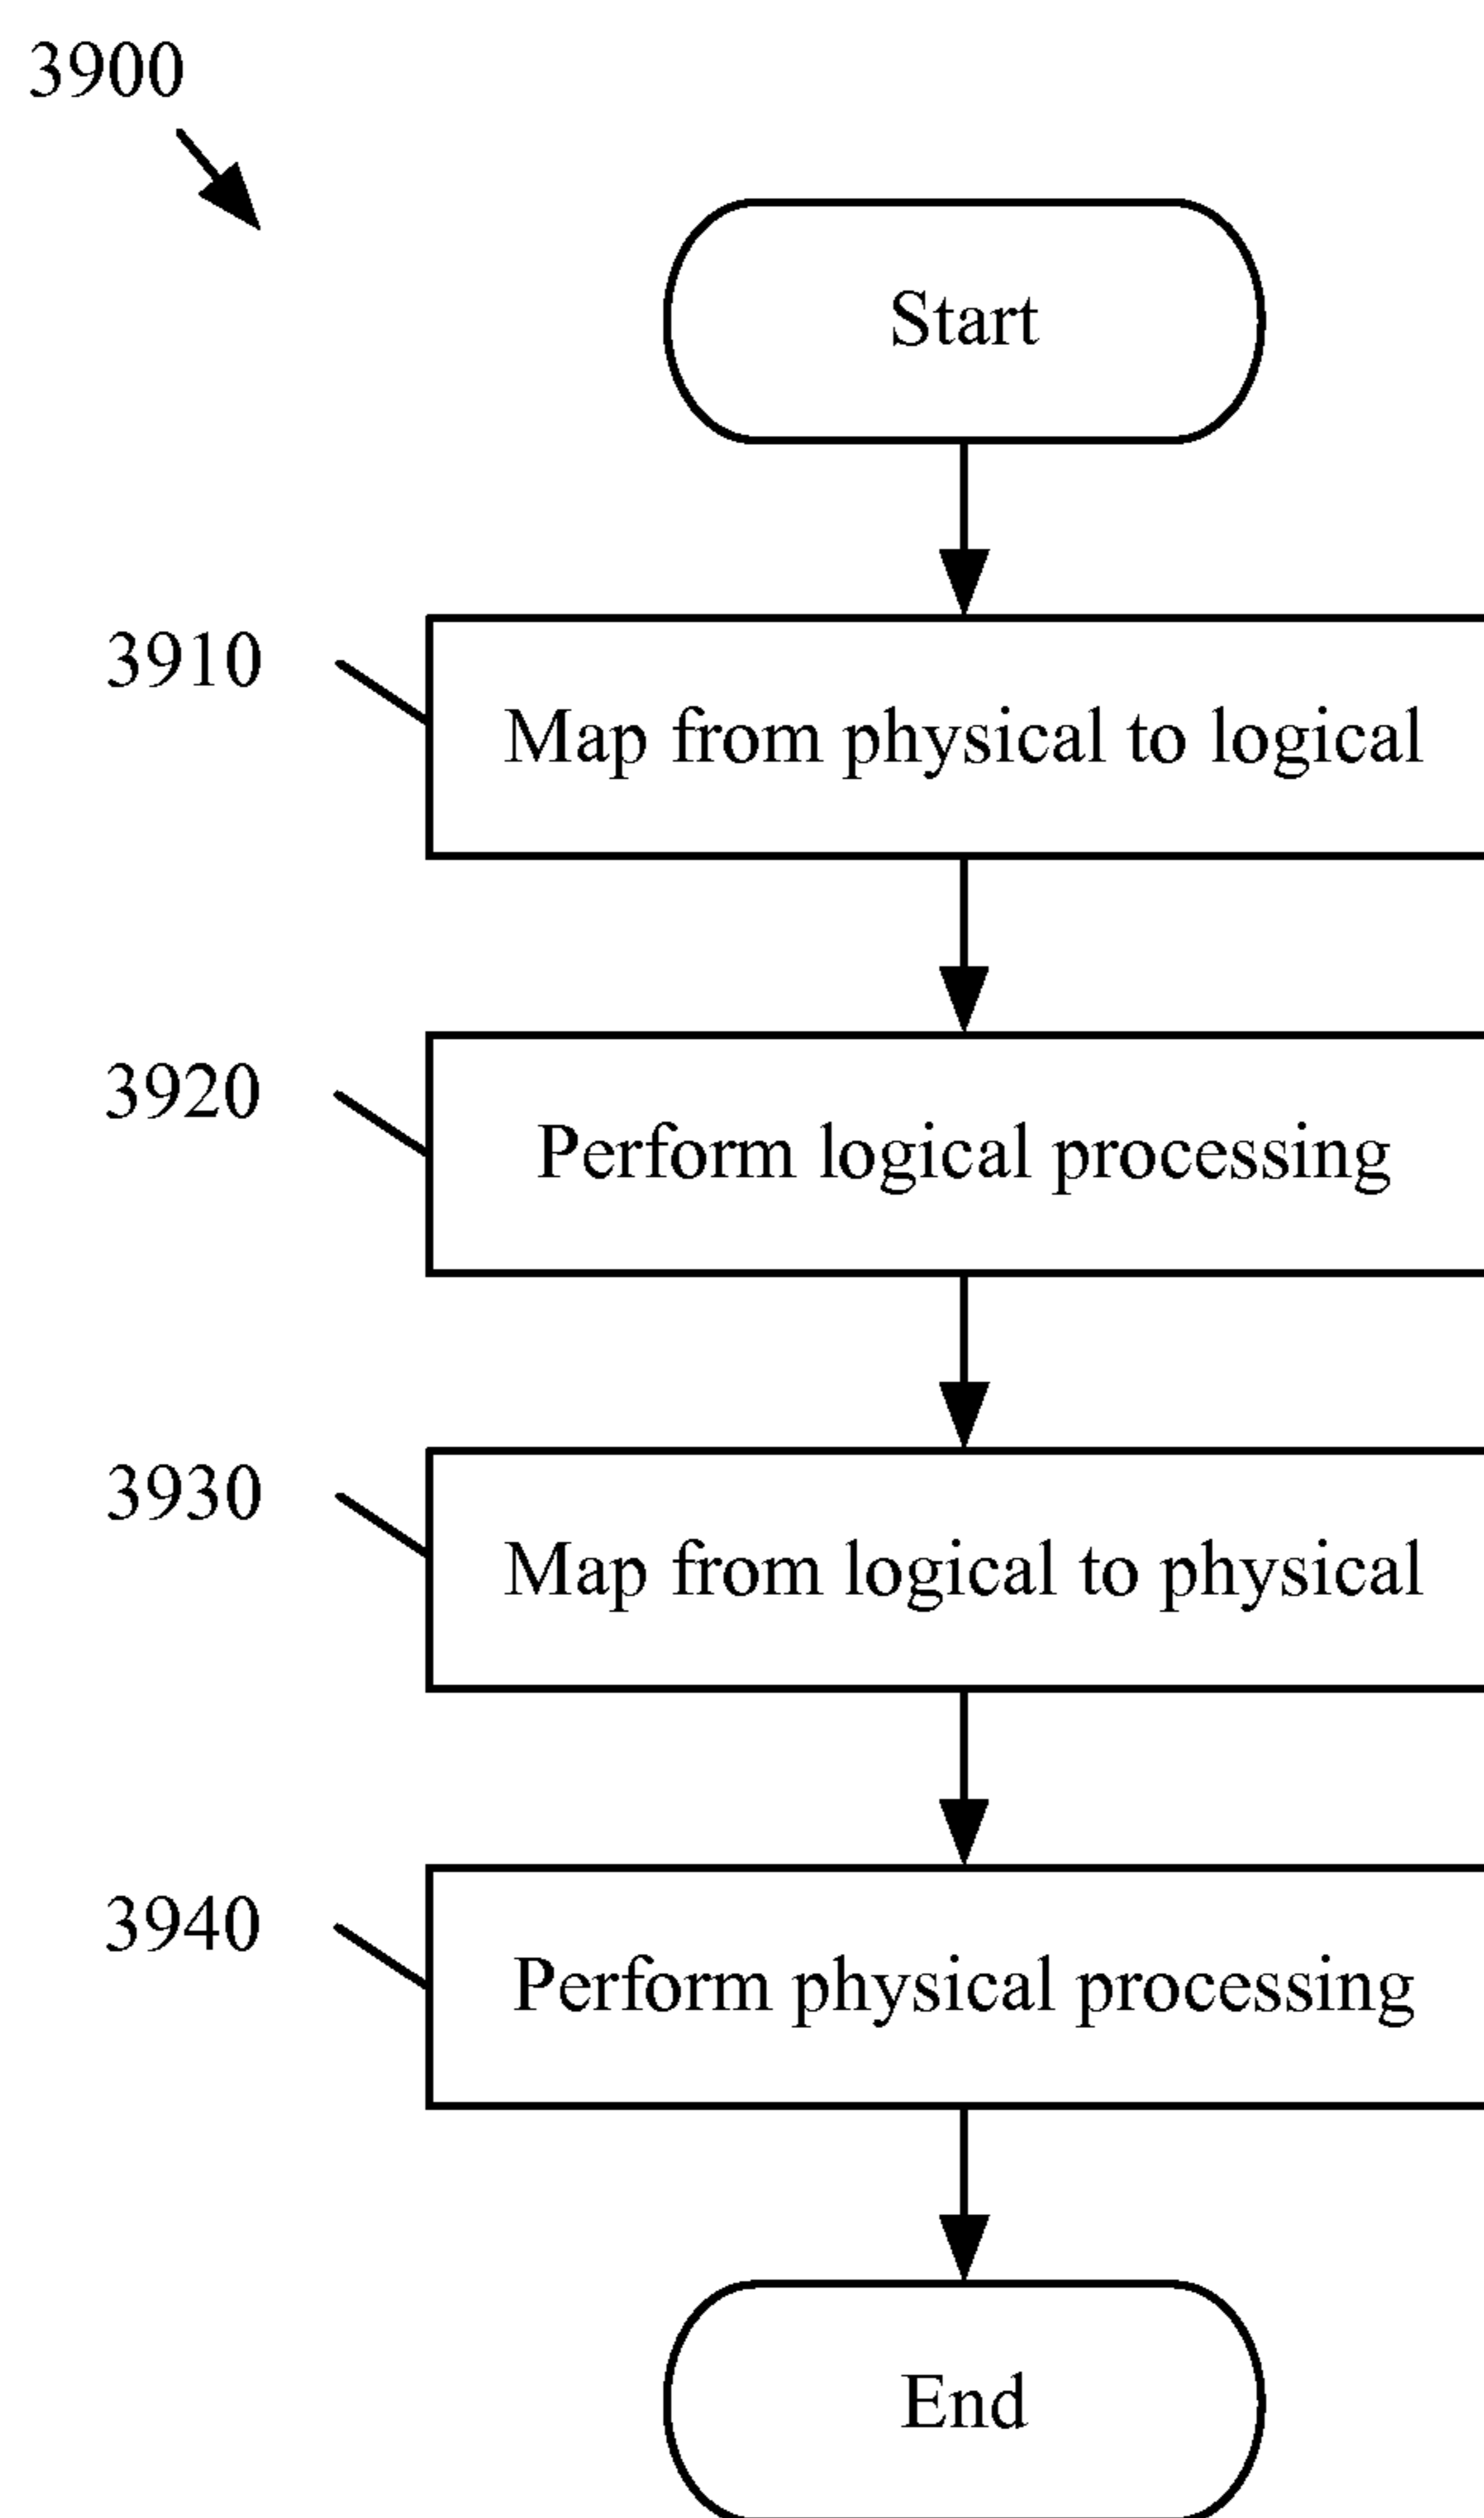 3900
Start
3910
Map from physical to logical
3920
Perform logical processing
3930
Map from logical to physical
3940
Perform physical processing
End